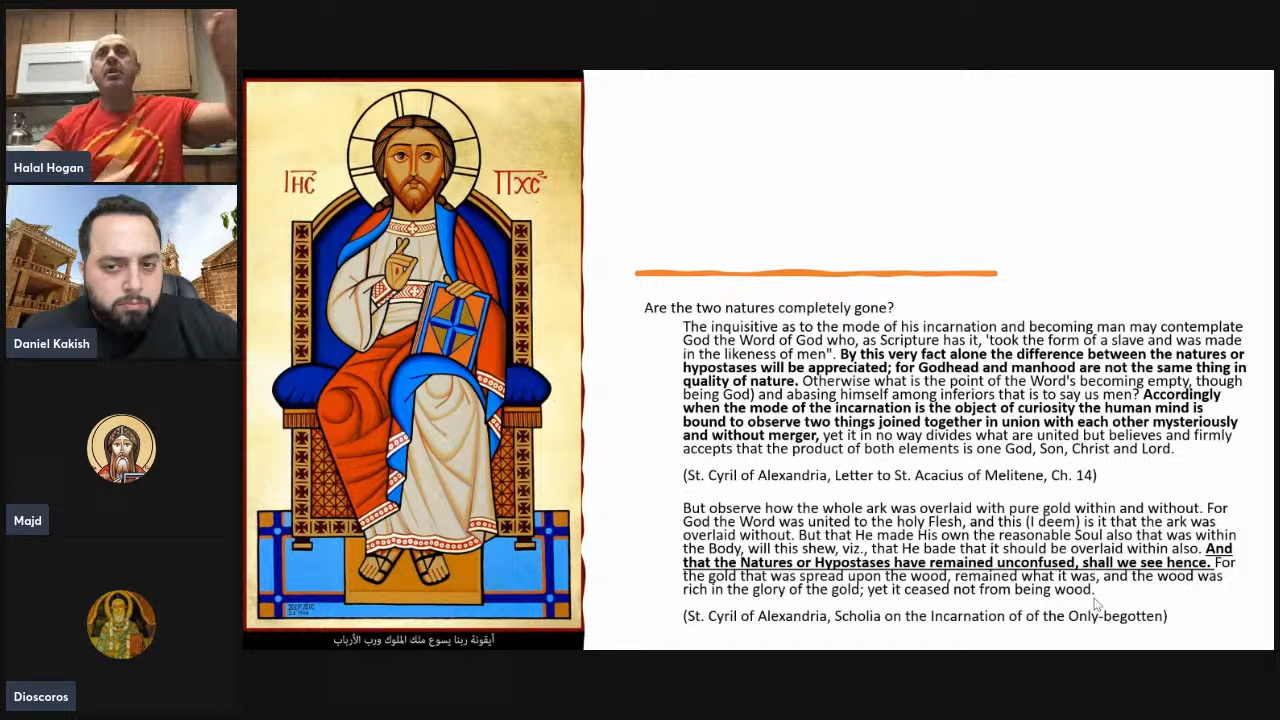 Halal Hogan
Daniel Kakish
Majd
Dioscoros
أيقونة ربنا يسوع ملك الملوك ورب الأرباب
Are the two natures completely gone?
The inquisitive as to the mode of his incarnation and becoming man may contemplate
God the Word of God who, as Scripture has it, 'took the form of a slave and was made
in the likeness of men". By this very fact alone the difference between the natures or
hypostases will be appreciated; for Godhead and manhood are not the same thing in
quality of nature. Otherwise what is the point of the Word's becoming empty, though
being God) and abasing himself among inferiors that is to say us men? Accordingly
when the mode of the incarnation is the object of curiosity the human mind is
bound to observe two things joined together in union with each other mysteriously
and without merger, yet it in no way divides what are united but believes and firmly
accepts that the product of both elements is one God, Son, Christ and Lord.
(St. Cyril of Alexandria, Letter to St. Acacius of Melitene, Ch. 14)
But observe how the whole ark was overlaid with pure gold within and without. For
God the Word was united to the holy Flesh, and this (I deem) is it that the ark was
overlaid without. But that He made His own the reasonable Soul also that was within
the Body, will this shew, viz., that He bade that it should be overlaid within also. And
that the Natures or Hypostases have remained unconfused, shall we see hence. For
the gold that was spread upon the wood, remained what it was, and the wood was
rich in the glory of the gold; yet it ceased not from being wood.
(St. Cyril of Alexandria, Scholia on the Incarnation of of the Only-begotten)